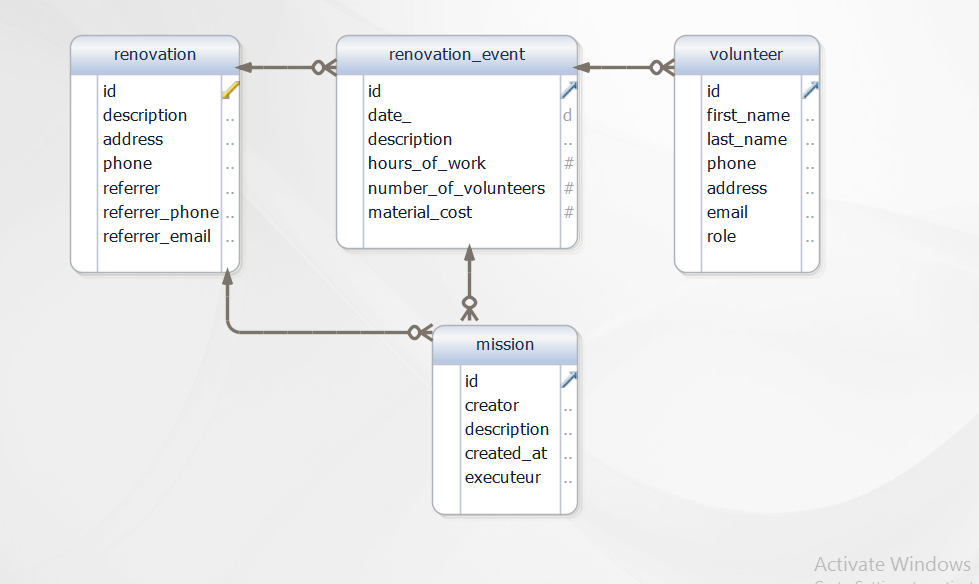 renovation
id
description
address
phone
referrer
referrer_phone
referrer_email
renovation_event
id
date_
d
description
hours_of_work #
number_of_volunteers #
material_cost #
volunteer
id
first_name
last_name
phone
address
email
role
mission
id
creator
description
created_at
executeur
Activate Windows